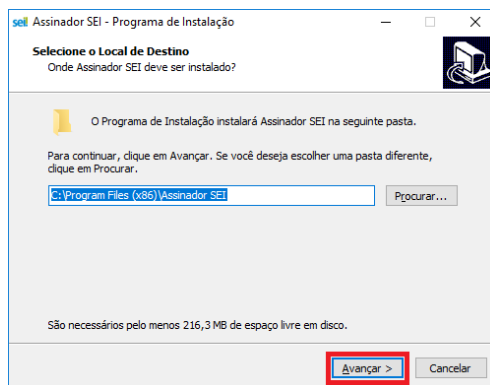 sei! Assinador SEI - Programa de Instalação
Selecione o Local de Destino
Onde Assinador SEI deve ser instalado?
O Programa de Instalação instalará Assinador SEI na seguinte pasta.
Para continuar, clique em Avançar. Se você deseja escolher uma pasta diferente,
clique em Procurar.
C:\Program Files (x86)\Assinador SEI
Procurar...
São necessários pelo menos 216,3 MB de espaço livre em disco.
Avançar >
Cancelar